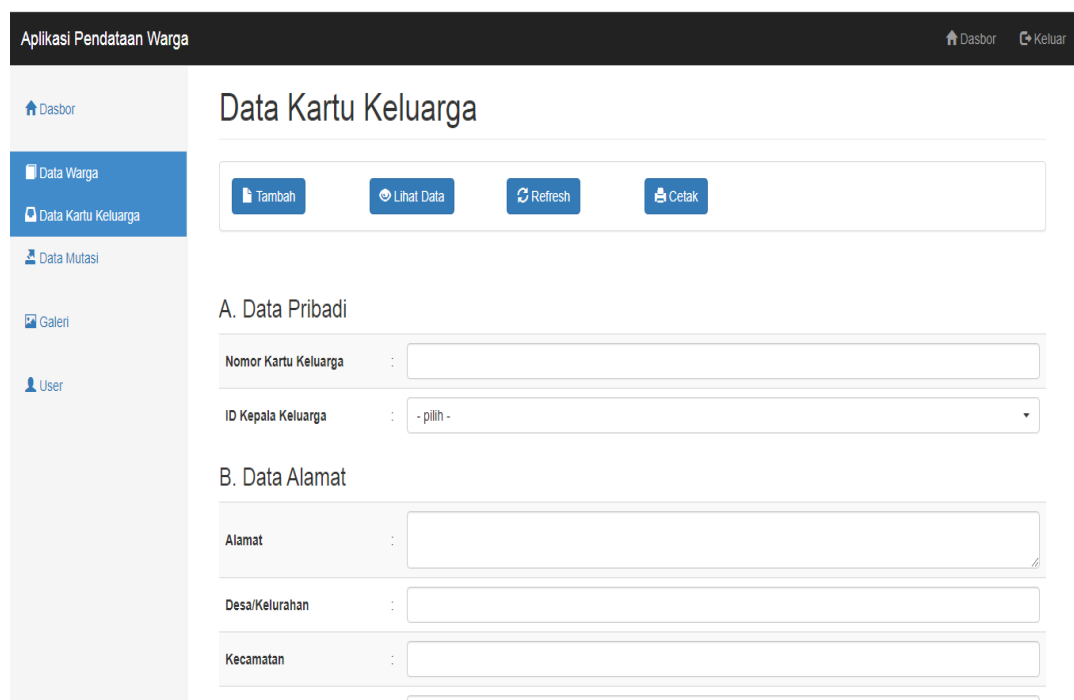 Aplikasi Pendataan Warga
Dasbor Keluar
Dasbor
Data Warga
Data Kartu Keluarga
Data Mutasi
Galeri
User
Data Kartu Keluarga
Tambah Lihat Data Refresh Cetak
A. Data Pribadi
Nomor Kartu Keluarga :
ID Kepala Keluarga : - pilih -
B. Data Alamat
Alamat :
Desa/Kelurahan :
Kecamatan :